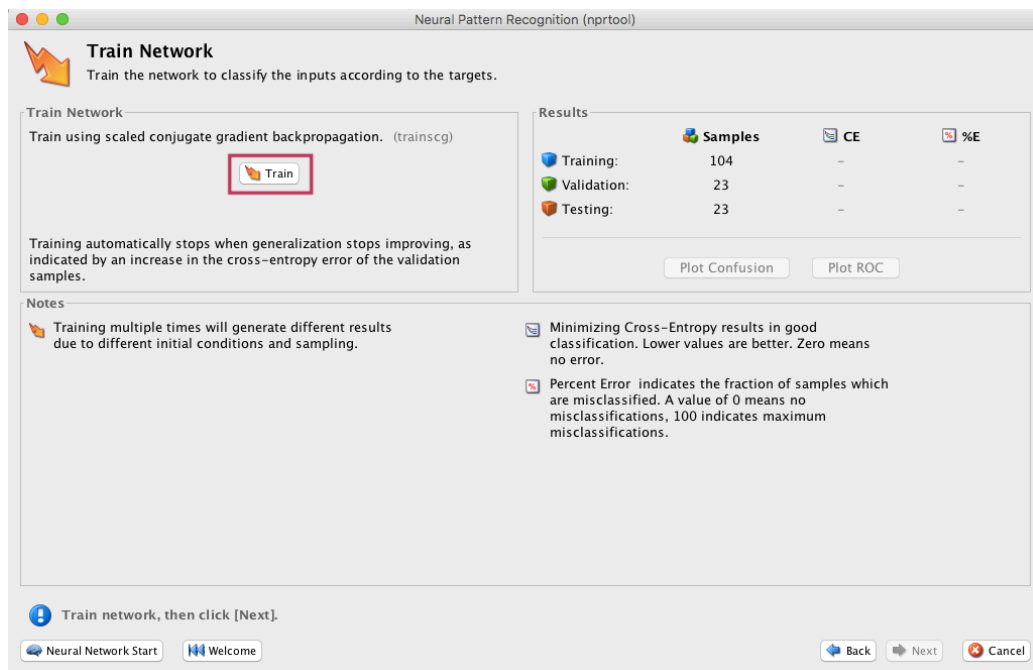 Neural Pattern Recognition (nprtool)
Train Network
Train the network to classify the inputs according to the targets.
Train Network
Train using scaled conjugate gradient backpropagation. (trainscg)
Train
Training automatically stops when generalization stops improving, as
indicated by an increase in the cross-entropy error of the validation
samples.
Results
Samples CE %E
Training: 104 - -
Validation: 23 - -
Testing: 23 - -
Plot Confusion Plot ROC
Notes
Training multiple times will generate different results
due to different initial conditions and sampling.
Minimizing Cross-Entropy results in good
classification. Lower values are better. Zero means
no error.
Percent Error indicates the fraction of samples which
are misclassified. A value of 0 means no
misclassifications, 100 indicates maximum
misclassifications.
Train network, then click [Next].
Neural Network Start Welcome Back Next Cancel